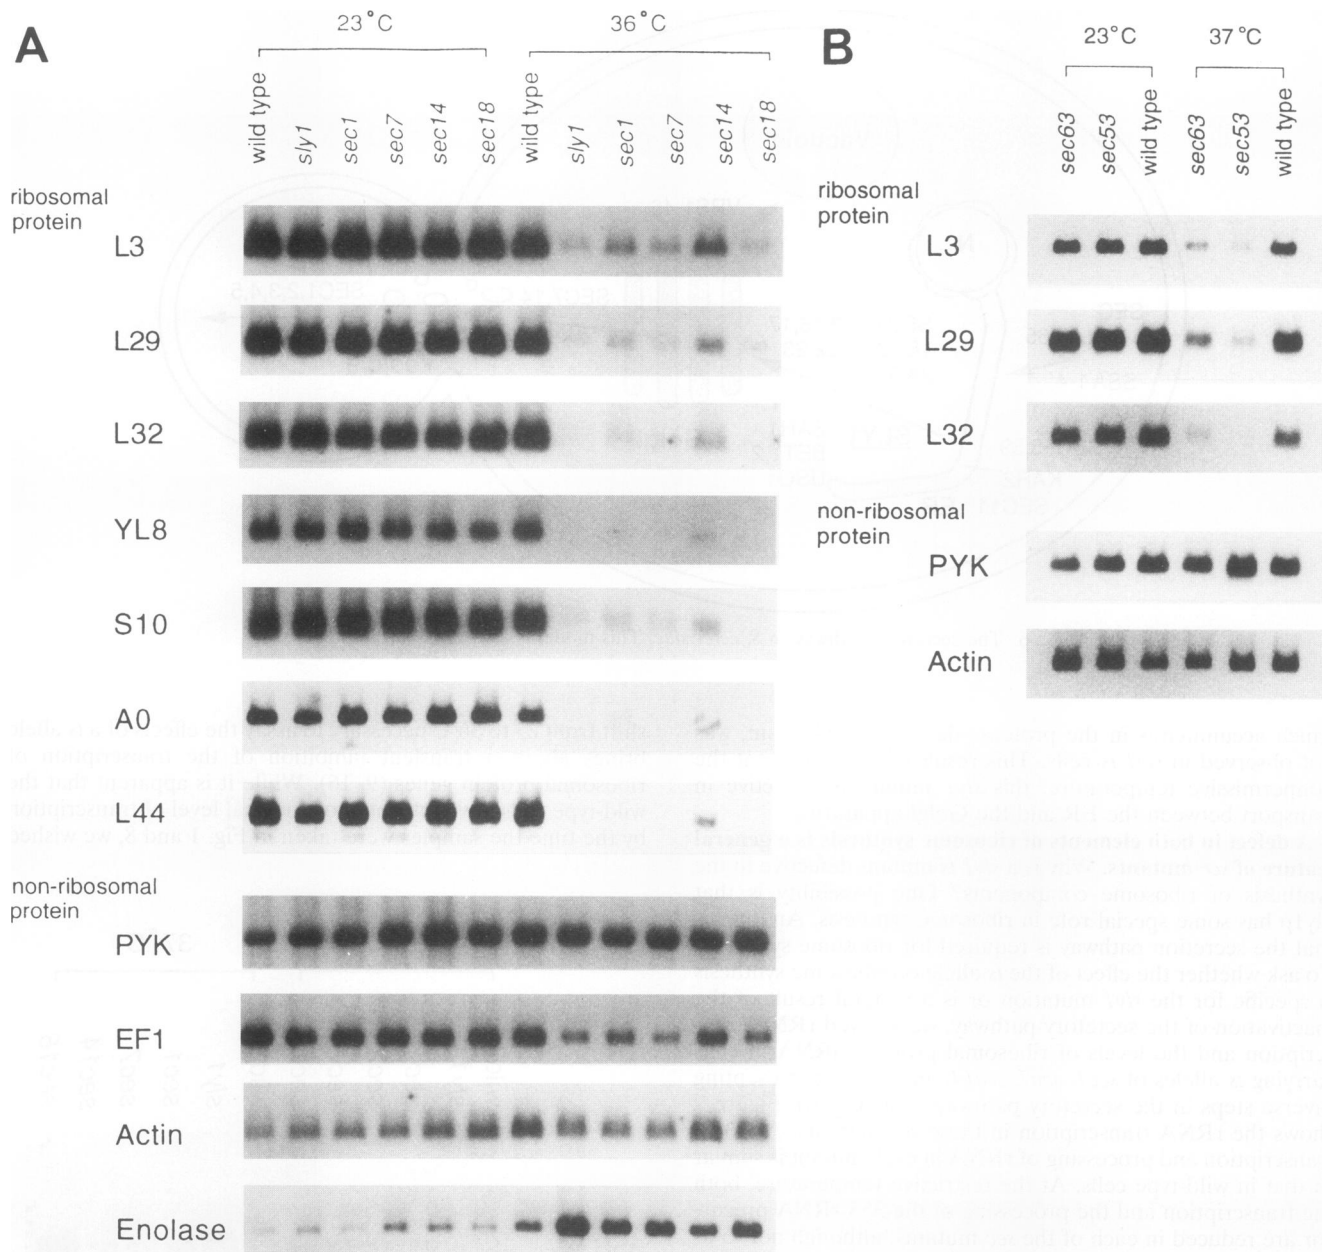 A
23°C
36°C
wild type
sly1
sec1
sec7
sec14
sec18
wild type
sly1
sec1
sec7
sec14
sec18
ribosomal
protein
L3
L29
L32
YL8
S10
A0
L44
non-ribosomal
protein
PYK
EF1
Actin
Enolase
B
23°C
37°C
sec63
sec53
wild type
sec63
sec53
wild type
ribosomal
protein
L3
L29
L32
non-ribosomal
protein
PYK
Actin